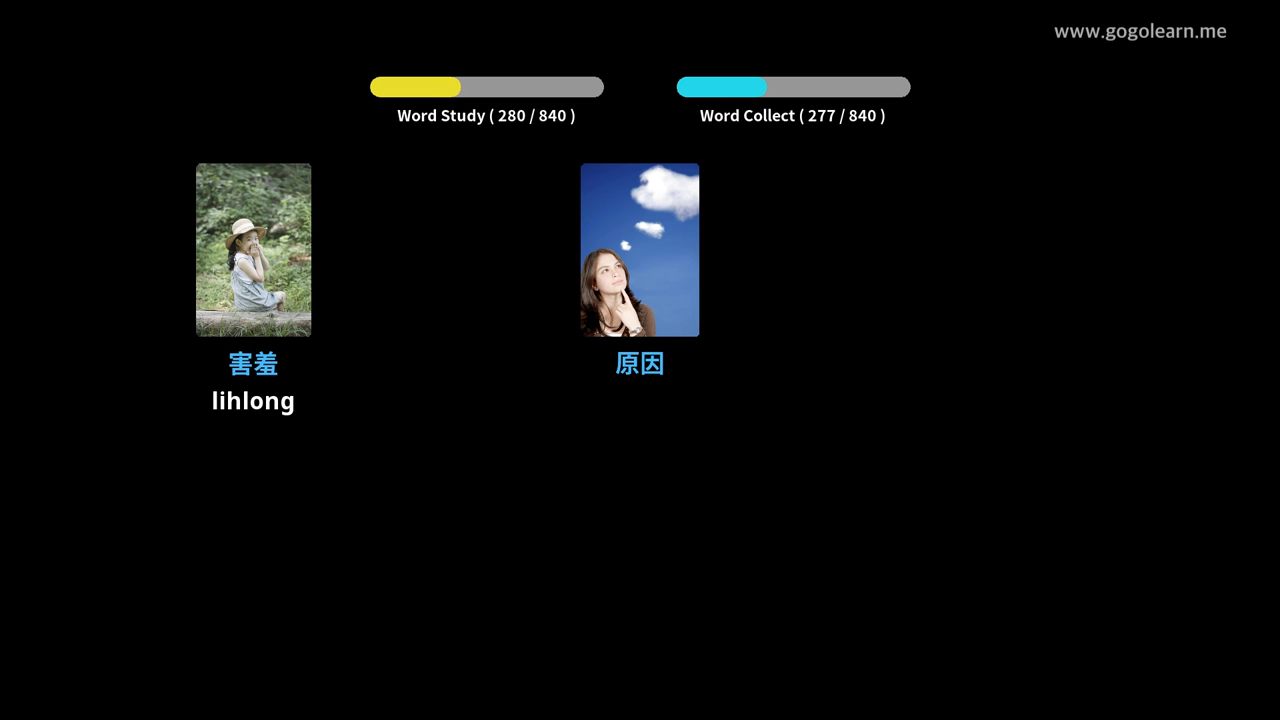 www.gogolearn.me
Word Study ( 280 / 840 )
Word Collect ( 277 / 840 )
害羞
lihlong
原因